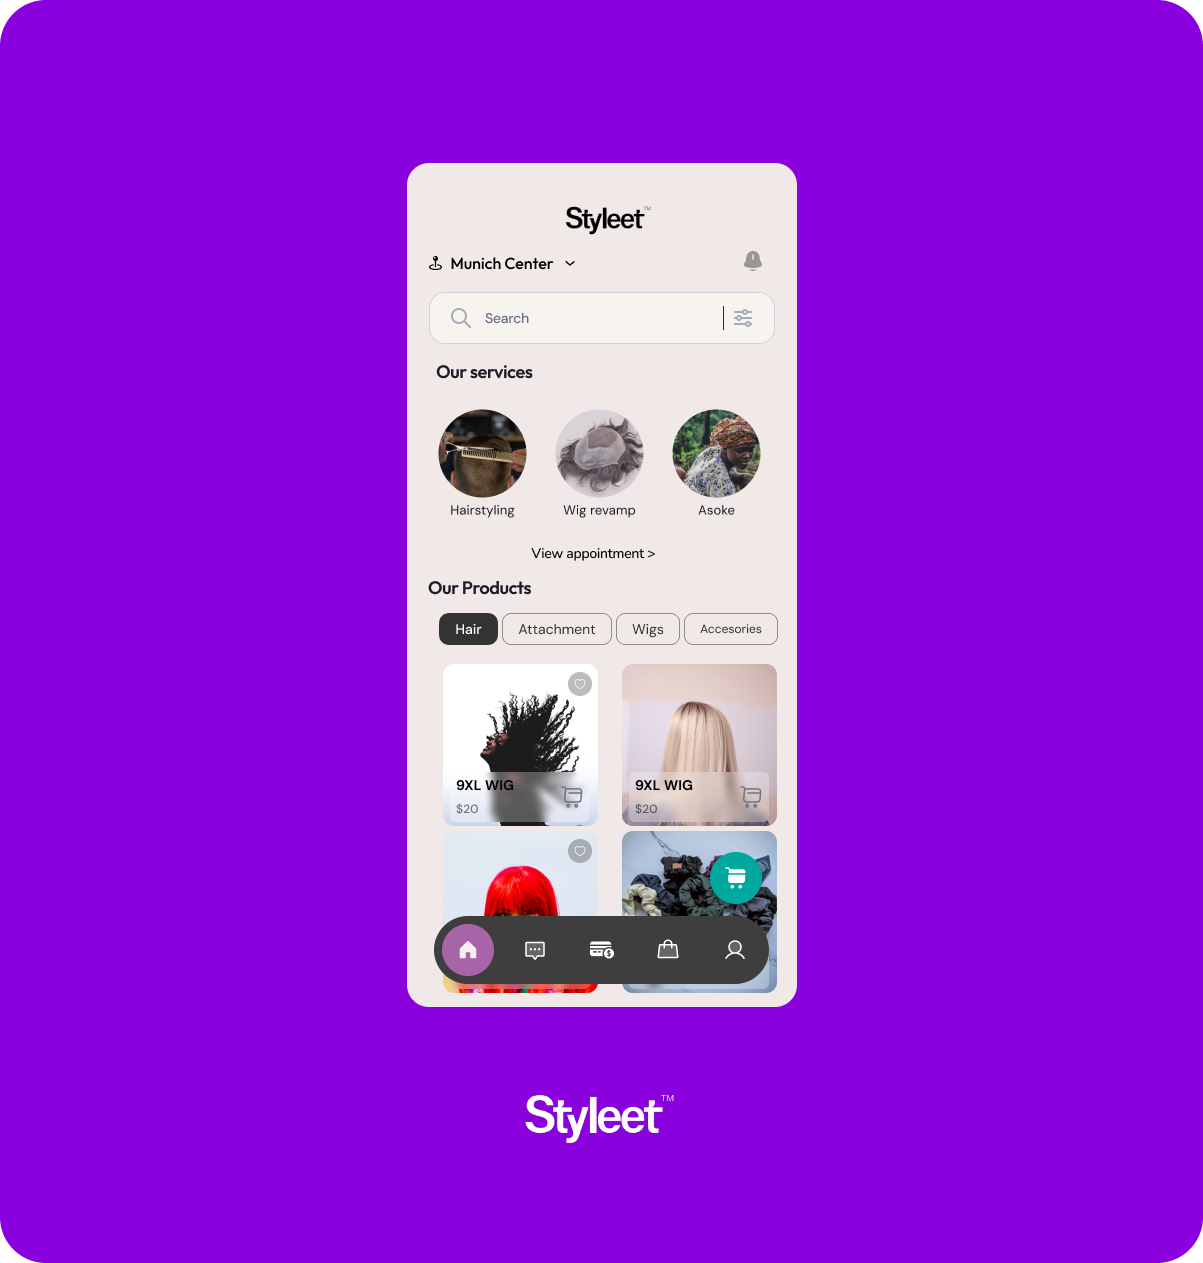 Styleet™
Munich Center
Search
Our services
Hairstyling Wig revamp Asoke
View appointment >
Our Products
Hair Attachment Wigs Accesories
9XL WIG 9XL WIG
$20 $20
$
Styleet™